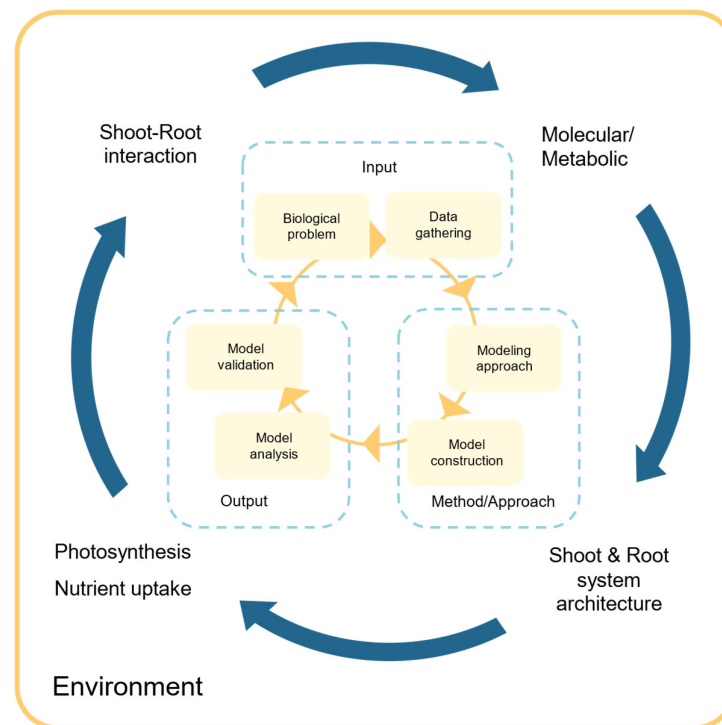 Shoot-Root
interaction
Molecular/
Metabolic
Input
Biological
problem
Data
gathering
Model
validation
Modeling
approach
Model
analysis
Model
construction
Output
Method/Approach
Photosynthesis
Nutrient uptake
Shoot & Root
system
architecture
Environment